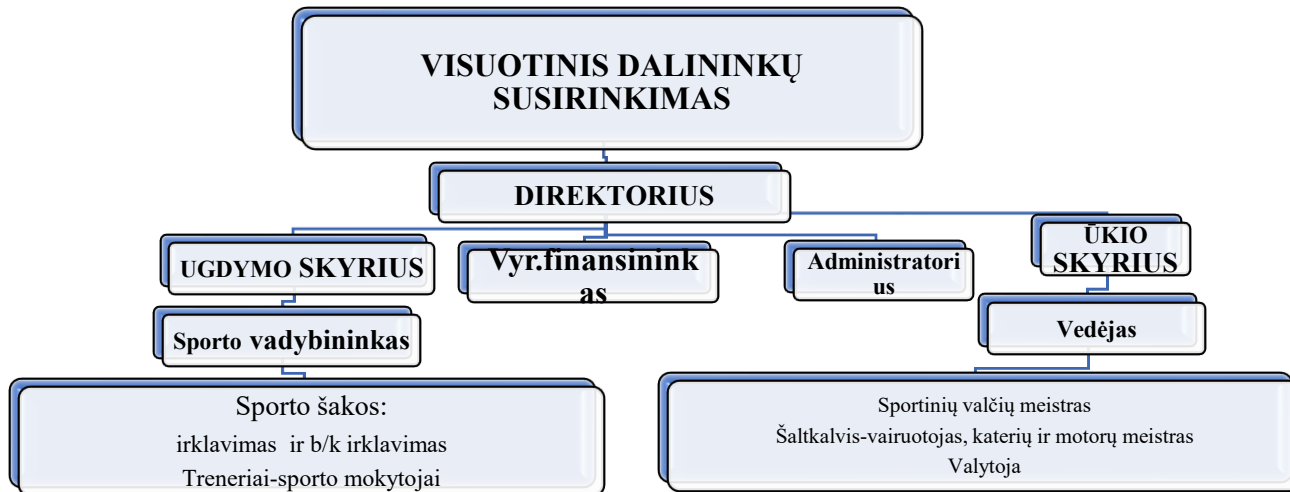 VISUOTINIS DALININKŲ
SUSIRINKIMAS
DIREKTORIUS
UGDYMO SKYRIUS
Vyr.finansinink
as
Administratori
us
ŪKIO
SKYRIUS
Sporto vadybininkas
Vedėjas
Sporto šakos:
irklavimas ir b/k irklavimas
Treneriai-sporto mokytojai
Sportinių valčių meistras
Šaltkalvis-vairuotojas, katerių ir motorų meistras
Valytoja